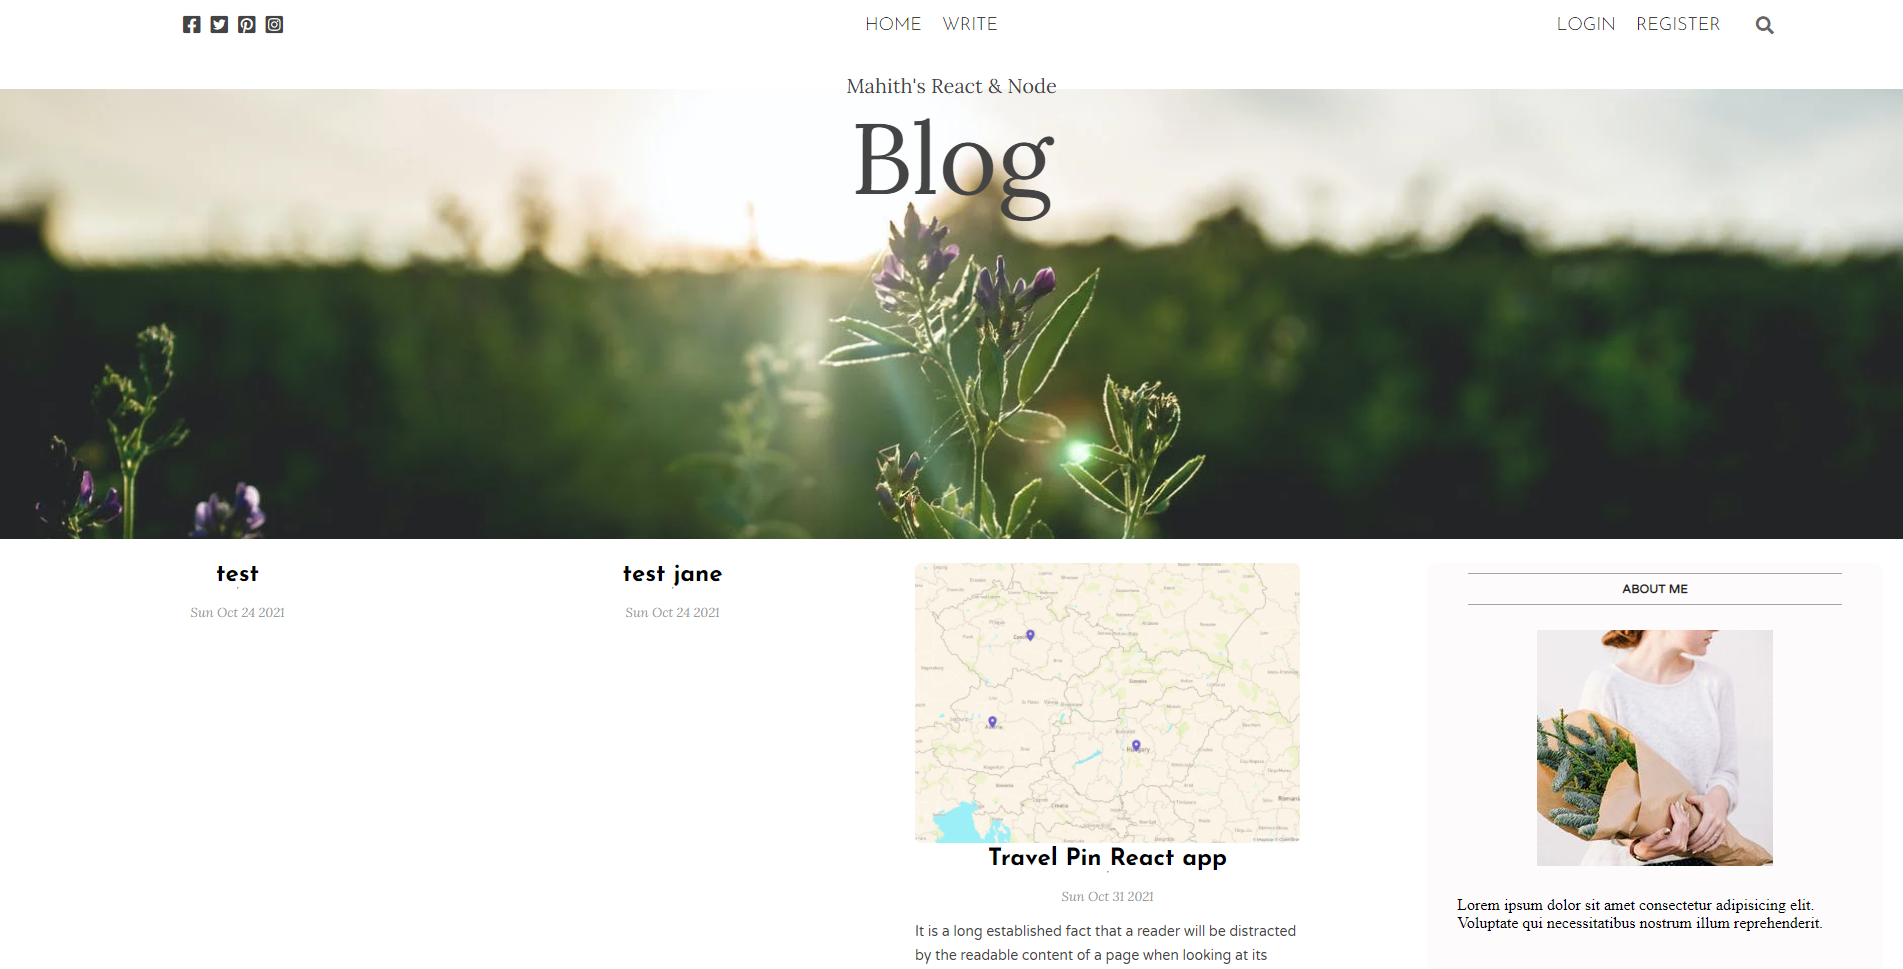 HOME WRITE
LOGIN REGISTER
Mahith's React & Node
Blog
test
Sun Oct 24 2021
test jane
Sun Oct 24 2021
Hungary
Croatia
Romania
Travel Pin React app
Sun Oct 31 2021
It is a long established fact that a reader will be distracted
by the readable content of a page when looking at its
ABOUT ME
Lorem ipsum dolor sit amet consectetur adipisicing elit.
Voluptate qui necessitatibus nostrum illum reprehenderit.